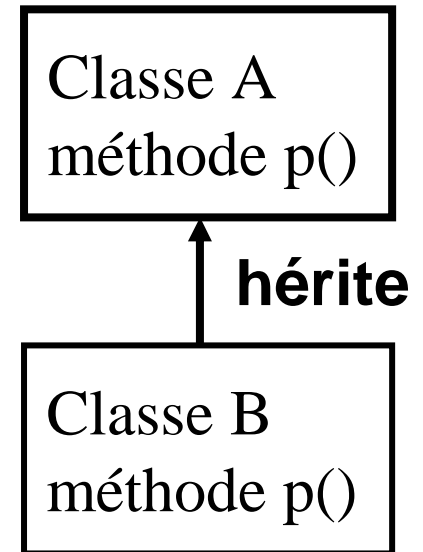 Classe A
méthode p()
hérite
Classe B
méthode p()